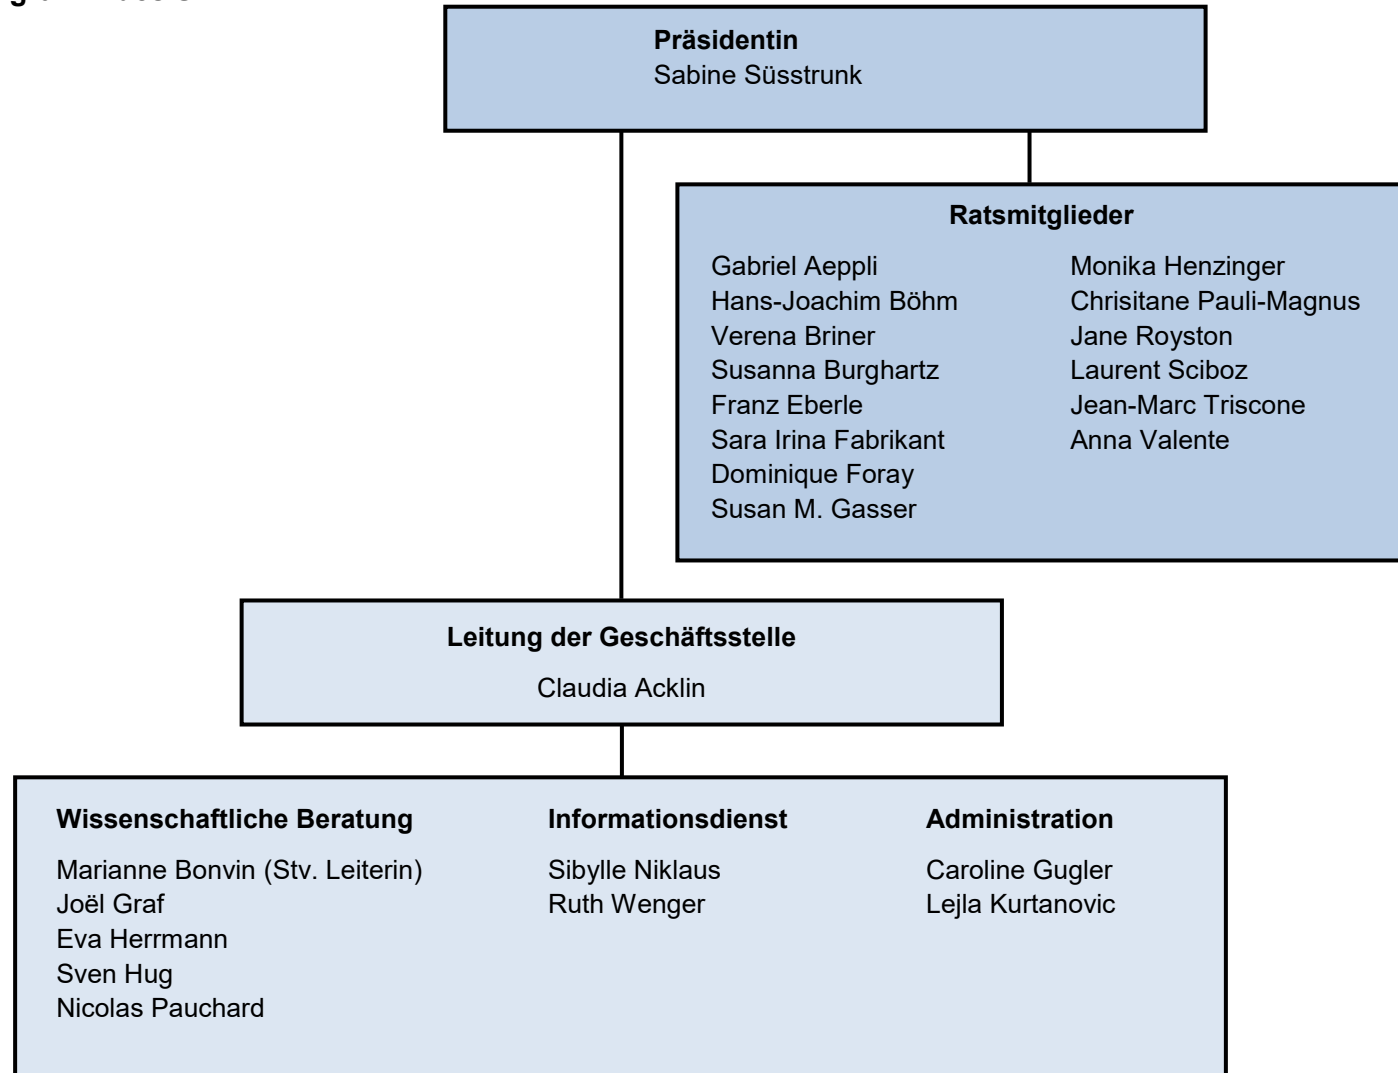 Präsidentin
Sabine Süsstrunk
Ratsmitglieder
Gabriel Aeppli
Hans-Joachim Böhm
Verena Briner
Susanna Burghartz
Franz Eberle
Sara Irina Fabrikant
Dominique Foray
Susan M. Gasser
Monika Henzinger
Chrisitane Pauli-Magnus
Jane Royston
Laurent Sciboz
Jean-Marc Triscone
Anna Valente
Leitung der Geschäftsstelle
Claudia Acklin
Wissenschaftliche Beratung
Marianne Bonvin (Stv. Leiterin)
Joël Graf
Eva Herrmann
Sven Hug
Nicolas Pauchard
Informationsdienst
Sibylle Niklaus
Ruth Wenger
Administration
Caroline Gugler
Lejla Kurtanovic